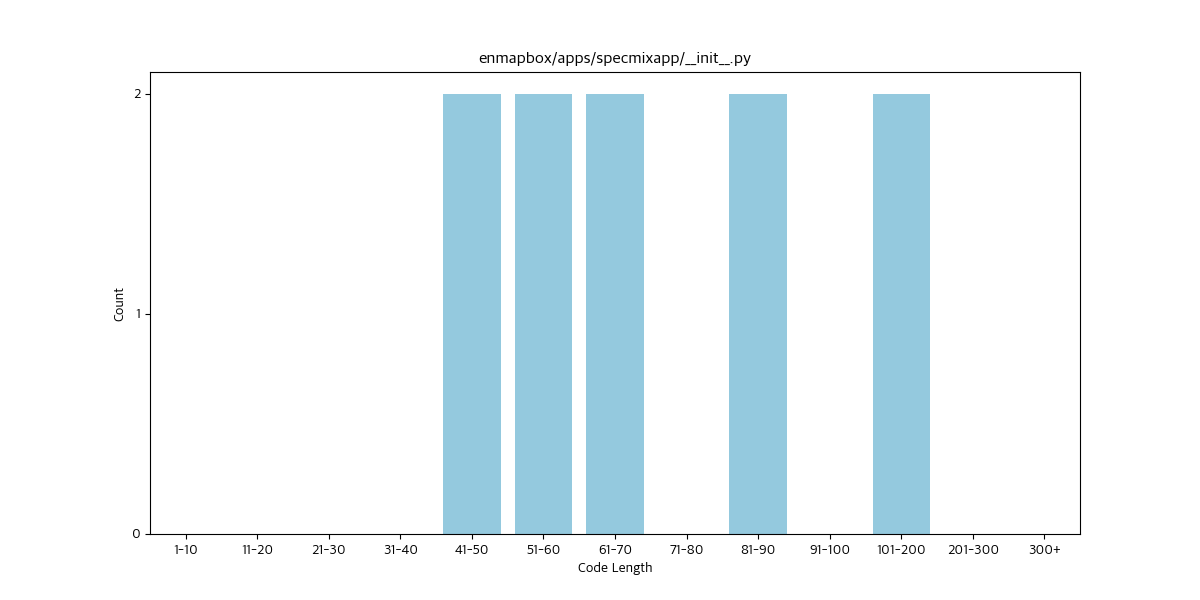 enmapbox/apps/specmixapp/__init__.py
Count
2
1
0
1-10 11-20 21-30 31-40 41-50 51-60 61-70 71-80 81-90 91-100 101-200 201-300 300+
Code Length